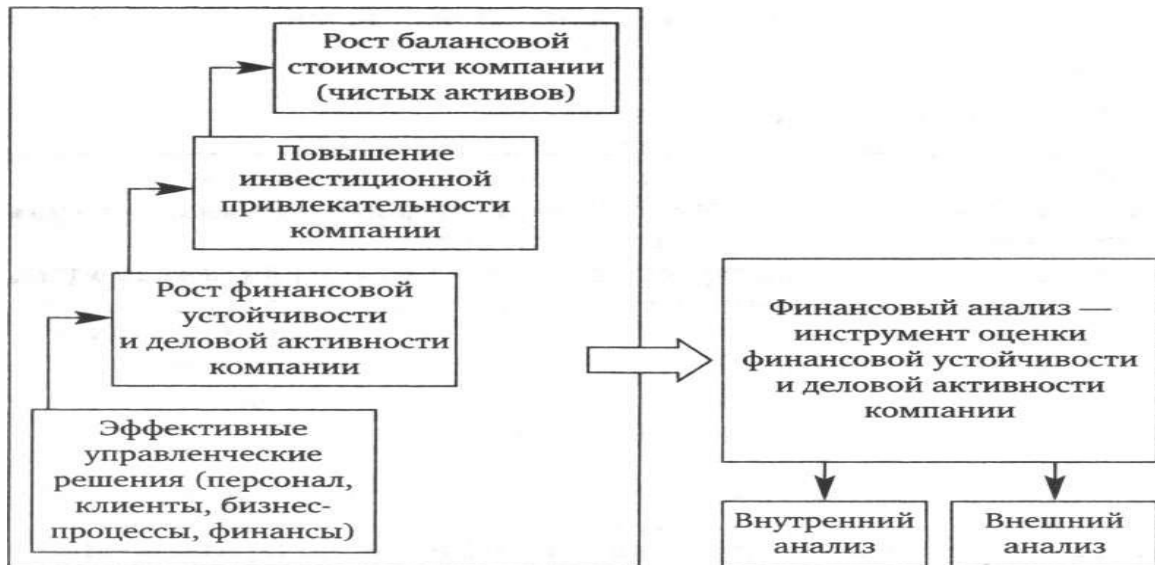 Рост балансовой
стоимости компании
(чистых активов)
Повышение
инвестиционной
привлекательности
компании
Рост финансовой
устойчивости
и деловой активности
компании
Эффективные
управленческие
решения (персонал,
клиенты, бизнес-
процессы, финансы)
Финансовый анализ —
инструмент оценки
финансовой устойчивости
и деловой активности
компании
Внутренний
анализ
Внешний
анализ